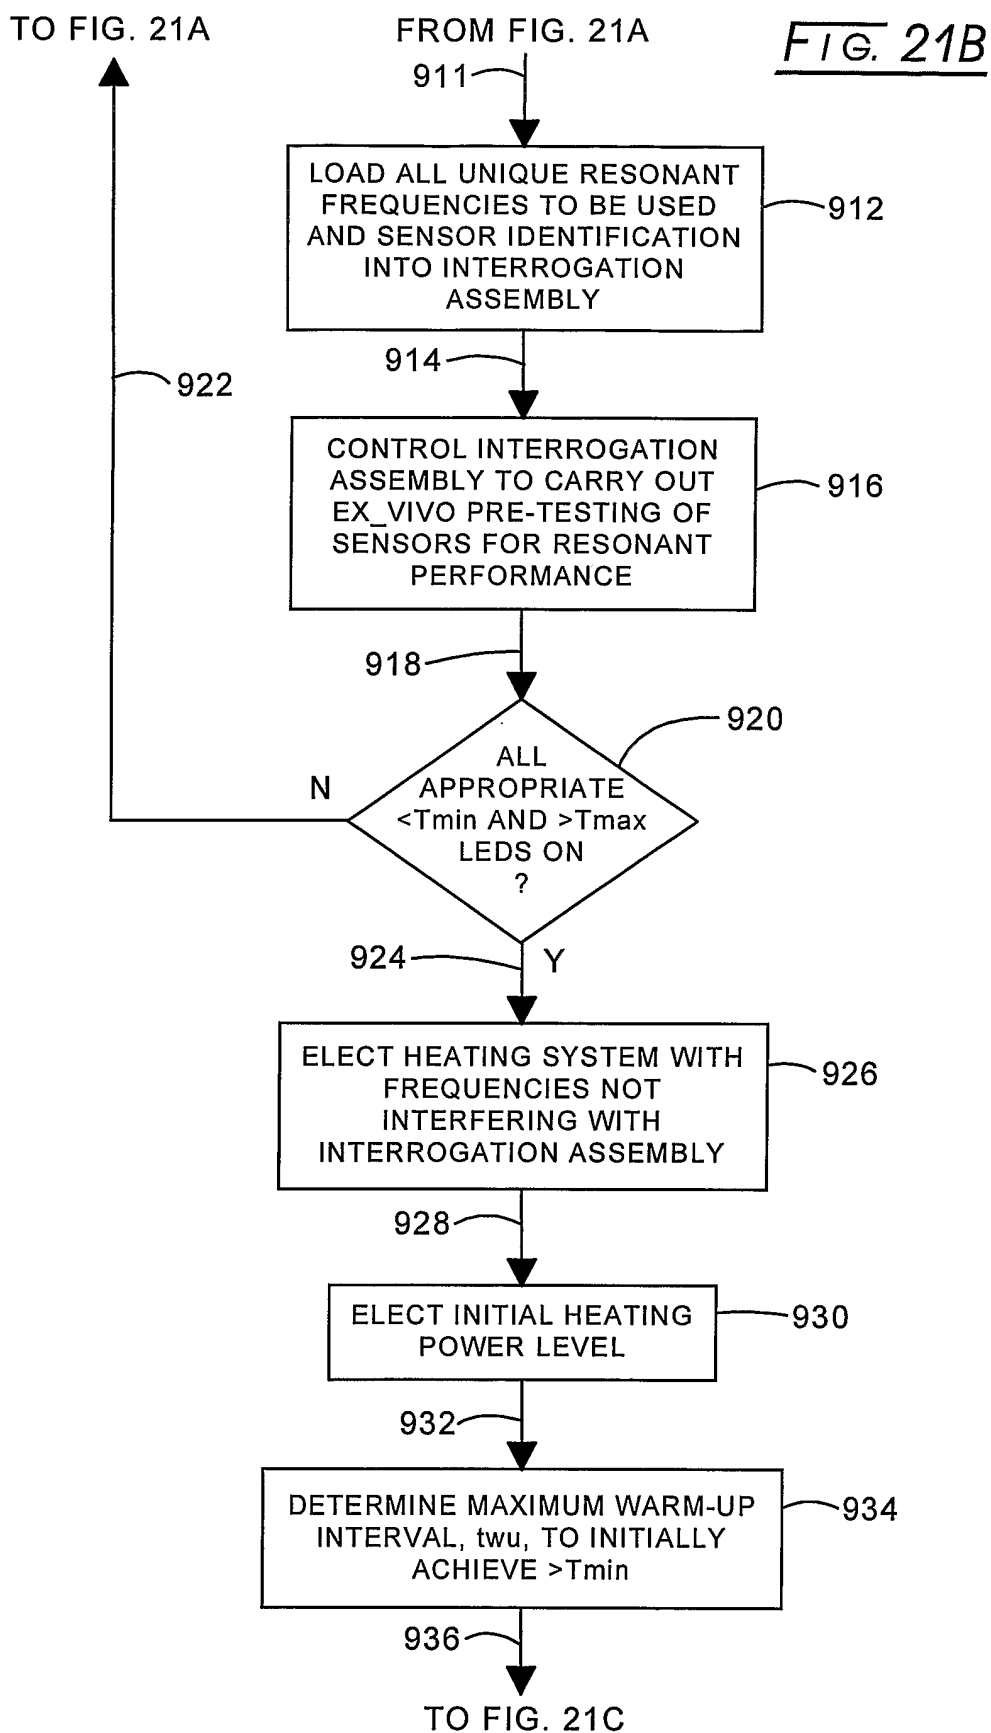 TO FIG. 21A
FROM FIG. 21A
FIG. 21B
911
LOAD ALL UNIQUE RESONANT
FREQUENCIES TO BE USED
AND SENSOR IDENTIFICATION
INTO INTERROGATION
ASSEMBLY
912
914
922
CONTROL INTERROGATION
ASSEMBLY TO CARRY OUT
EX_VIVO PRE-TESTING OF
SENSORS FOR RESONANT
PERFORMANCE
916
918
920
ALL
APPROPRIATE
<Tmin AND >Tmax
LEDS ON
?
N
924
Y
ELECT HEATING SYSTEM WITH
FREQUENCIES NOT
INTERFERING WITH
INTERROGATION ASSEMBLY
926
928
ELECT INITIAL HEATING
POWER LEVEL
930
932
DETERMINE MAXIMUM WARM-UP
INTERVAL, twu, TO INITIALLY
ACHIEVE >Tmin
934
936
TO FIG. 21C